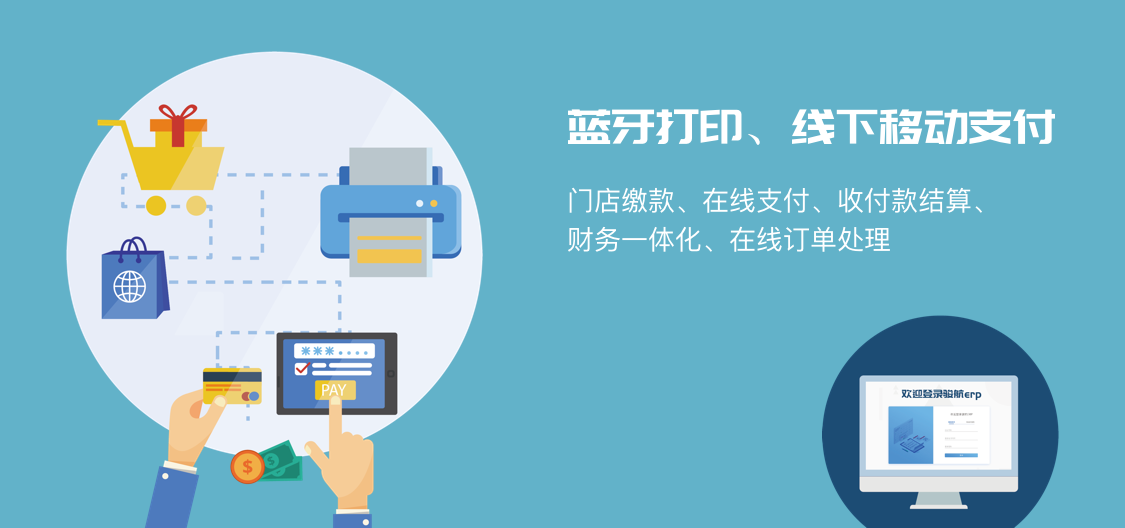 蓝牙打印、线下移动支付
门店缴款、在线支付、收付款结算、
财务一体化、在线订单处理
***....
PAY
$
$
欢迎登录骏航erp